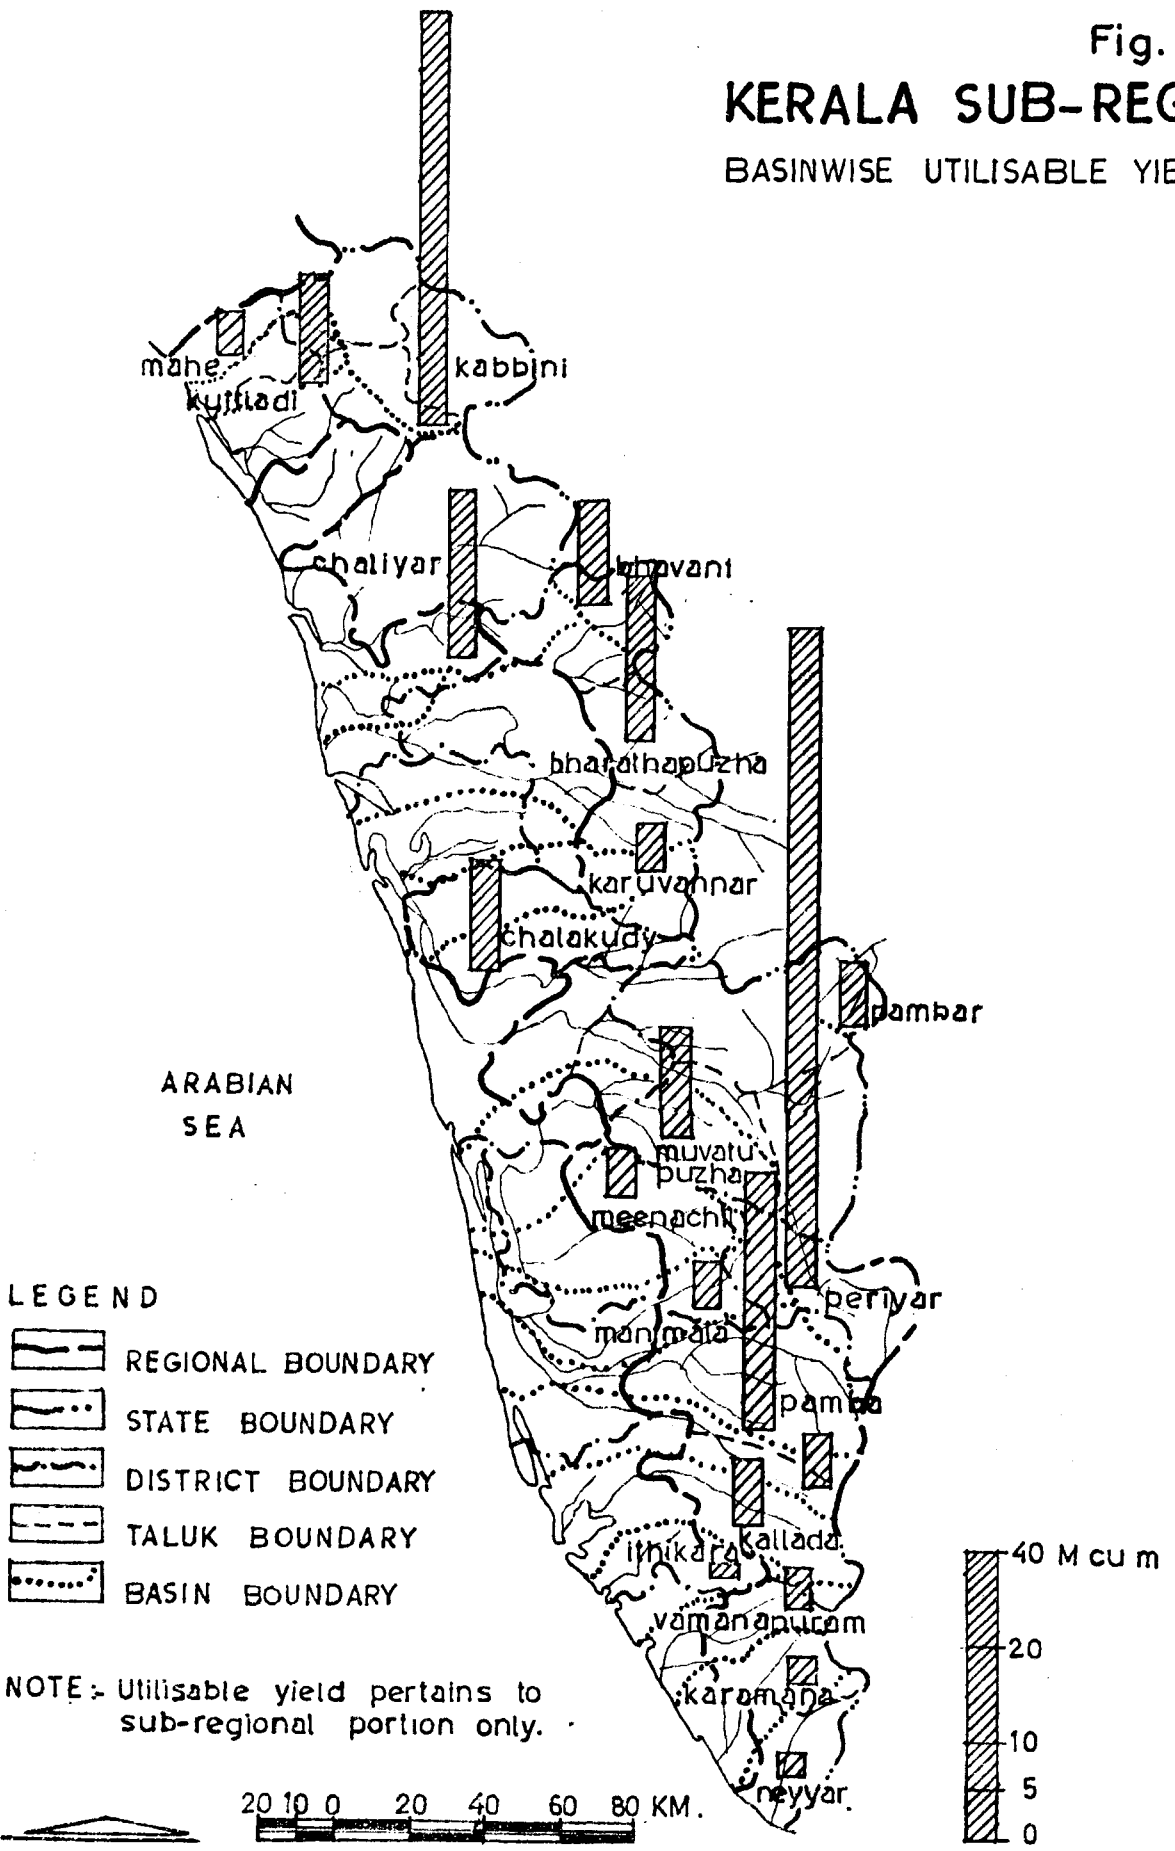 Fig.
KERALA SUB-REG
BASINWISE UTILISABLE YIE
mahe
kuttiadi
kabbini
chaliyar
bhavani
bharathapuzha
karuvannar
chalakudy
pambar
ARABIAN
SEA
muvatu
puzha
meenachil
periyar
manimala
pamba
kallada
ithikara
vamanapuram
karamana
neyyar
LEGEND
REGIONAL BOUNDARY
STATE BOUNDARY
DISTRICT BOUNDARY
TALUK BOUNDARY
BASIN BOUNDARY
NOTE:- Utilisable yield pertains to
sub-regional portion only.
20 10 0 20 40 60 80 KM.
40 Mcum
20
10
5
0